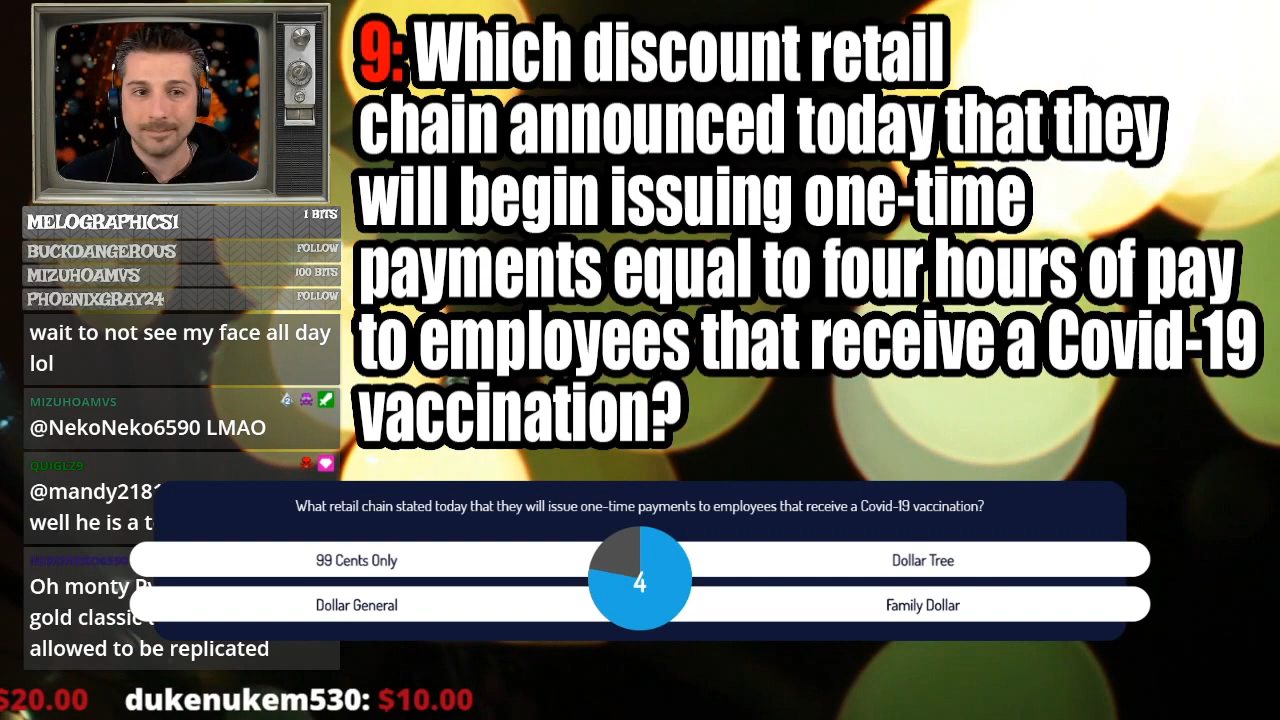 9: Which discount retail
chain announced today that they
will begin issuing one-time
payments equal to four hours of pay
to employees that receive a Covid-19
vaccination?
MELOGRAPHICS1 1 BITS
BUCKDANGEROUS FOLLOW
MIZUHOAMVS 100 BITS
PHOENIXGRAY24 FOLLOW
wait to not see my face all day
lol
MIZUHOAMVS
@NekoNeko6590 LMAO
QUIGLZ9
@mandy2181
well he is a t
Oh monty Py
gold classic
allowed to be replicated
What retail chain stated today that they will issue one-time payments to employees that receive a Covid-19 vaccination?
99 Cents Only
Dollar Tree
4
Dollar General
Family Dollar
$20.00 dukenukem530: $10.00